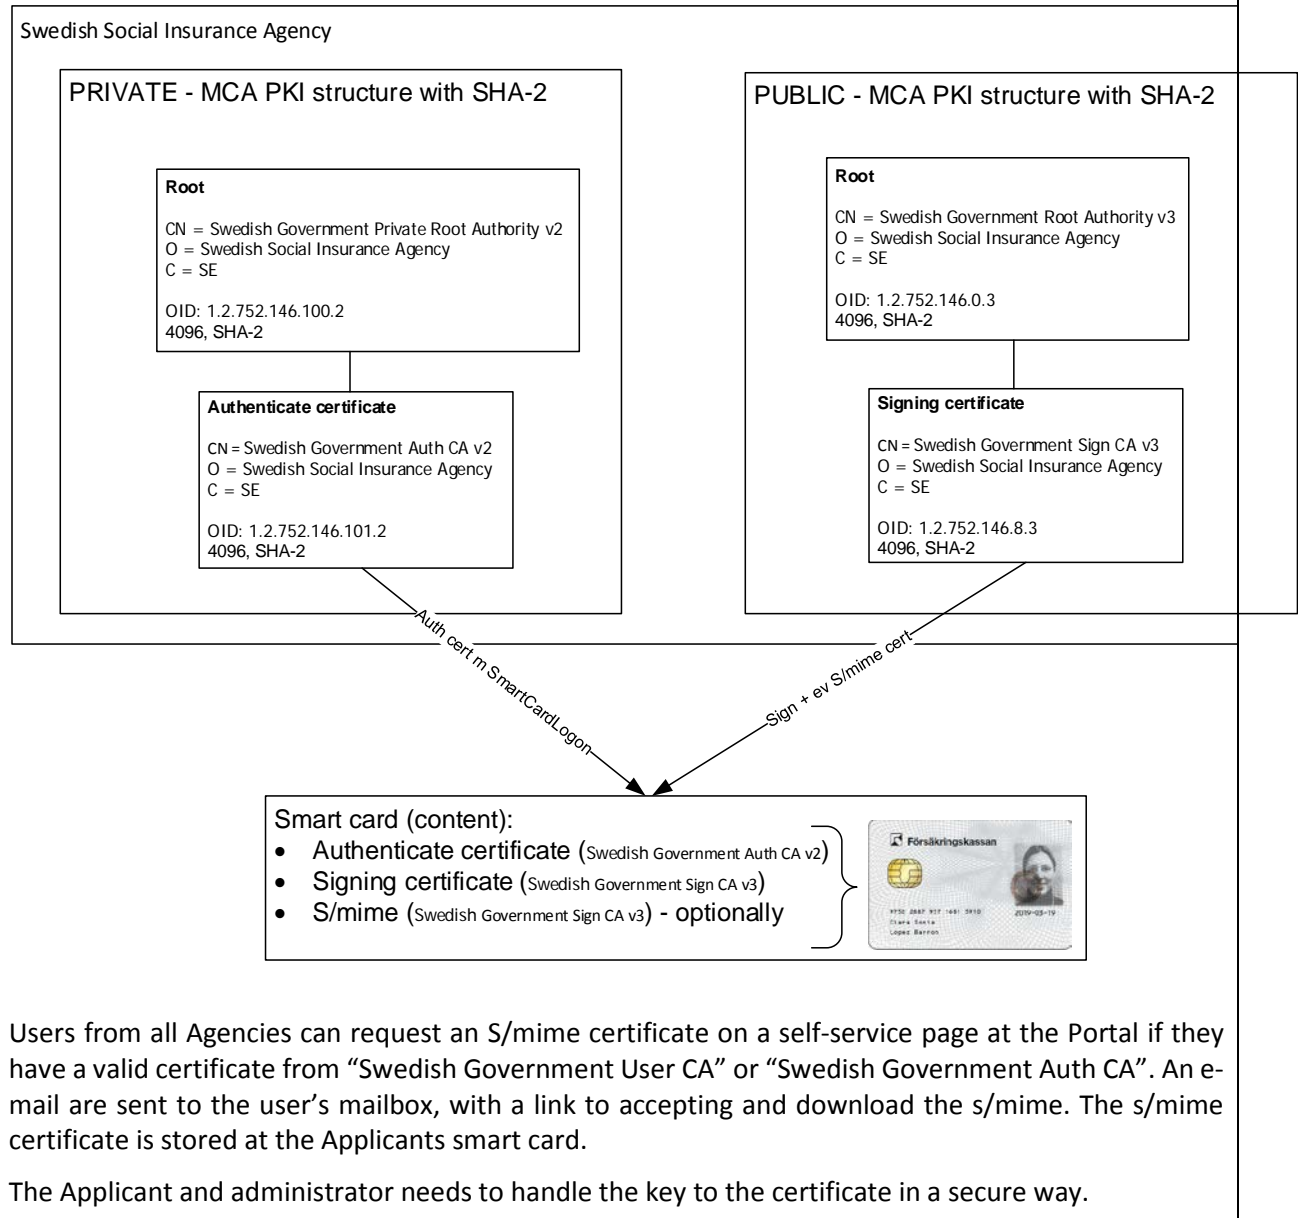 Swedish Social Insurance Agency
PRIVATE - MCA PKI structure with SHA-2
Root
CN = Swedish Government Private Root Authority v2
O = Swedish Social Insurance Agency
C = SE
OID: 1.2.752.146.100.2
4096, SHA-2
Authenticate certificate
CN = Swedish Government Auth CA v2
O = Swedish Social Insurance Agency
C = SE
OID: 1.2.752.146.101.2
4096, SHA-2
PUBLIC - MCA PKI structure with SHA-2
Root
CN = Swedish Government Root Authority v3
O = Swedish Social Insurance Agency
C = SE
OID: 1.2.752.146.0.3
4096, SHA-2
Signing certificate
CN = Swedish Government Sign CA v3
O = Swedish Social Insurance Agency
C = SE
OID: 1.2.752.146.8.3
4096, SHA-2
Auth cert m SmartCardLogon
Sign + ev S/mime cert
Smart card (content):
• Authenticate certificate (Swedish Government Auth CA v2)
• Signing certificate (Swedish Government Sign CA v3)
• S/mime (Swedish Government Sign CA v3) - optionally
Försäkringskassan
2019-03-19
Lopez Barron
Users from all Agencies can request an S/mime certificate on a self-service page at the Portal if they
have a valid certificate from “Swedish Government User CA” or “Swedish Government Auth CA”. An e-
mail are sent to the user’s mailbox, with a link to accepting and download the s/mime. The s/mime
certificate is stored at the Applicants smart card.
The Applicant and administrator needs to handle the key to the certificate in a secure way.